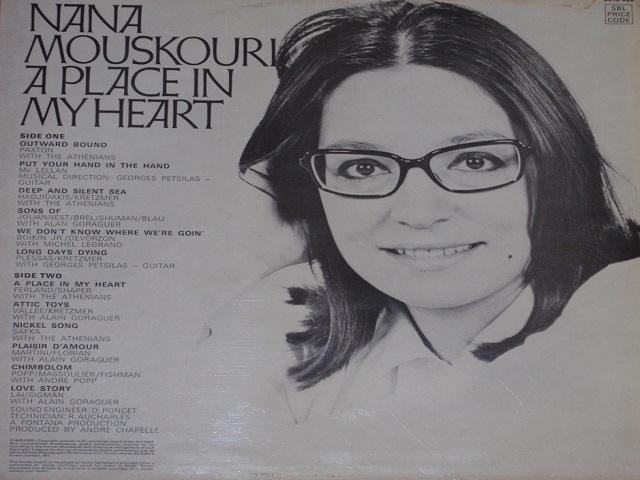 NANA
MOUSKOURI
A PLACE IN
MY HEART
SBL
PRICE
CODE
SIDE ONE
OUTWARD BOUND
PAXTON
WITH THE ATHENIANS
PUT YOUR HAND IN THE HAND
Mc LELLAN
MUSICAL DIRECTION: GEORGES PETSILAS –
GUITAR
DEEP AND SILENT SEA
HADJIDAKIS/KRETZMER
WITH THE ATHENIANS
SONS OF
JOUANNEST/BREL/SHUMAN/BLAU
WITH ALAN GORAGUER
WE DON'T KNOW WHERE WE'RE GOIN'
BOIKIN JR./DEVORZON
WITH MICHEL LEGRAND
LONG DAYS DYING
PLESSAS/KRETZMER
WITH GEORGES PETSILAS – GUITAR
SIDE TWO
A PLACE IN MY HEART
FERLAND/SHAPER
WITH THE ATHENIANS
ATTIC TOYS
VALLEE/KRETZMER
WITH ALAIN GORAGUER
NICKEL SONG
SAFKA
WITH THE ATHENIANS
PLAISIR D'AMOUR
MARTINI/FLORIAN
WITH ALAIN GORAGUER
CHIMBOLOM
POPP/MASSOULIER/FISHMAN
WITH ANDRE POPP
LOVE STORY
LAI/SIGMAN
WITH ALAIN GORAGUER
SOUND ENGINEER: D. PONCET
TECHNICIAN: R. AUCHARLES
A FONTANA PRODUCTION
PRODUCED BY ANDRE CHAPELLE